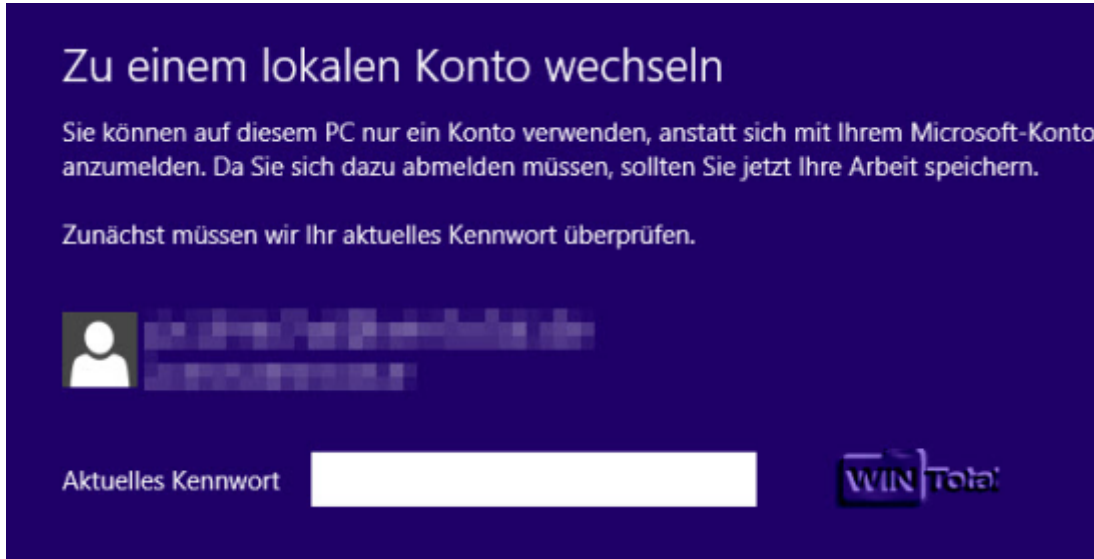 Zu einem lokalen Konto wechseln
Sie können auf diesem PC nur ein Konto verwenden, anstatt sich mit Ihrem Microsoft-Konto
anzumelden. Da Sie sich dazu abmelden müssen, sollten Sie jetzt Ihre Arbeit speichern.
Zunächst müssen wir Ihr aktuelles Kennwort überprüfen.
Aktuelles Kennwort
WIN Total